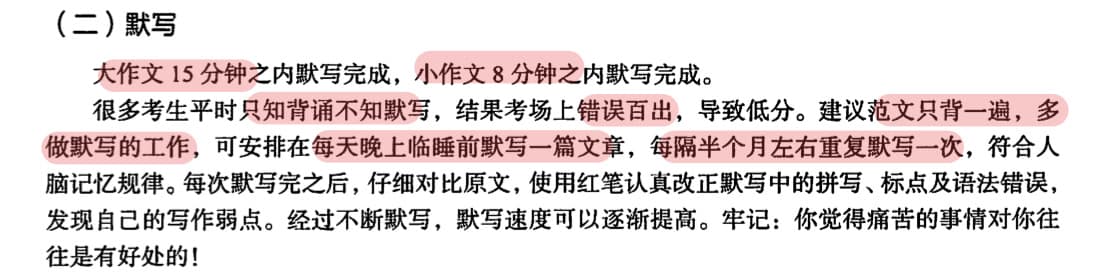 （二）默写
大作文 15 分钟之内默写完成，小作文 8 分钟之内默写完成。
很多考生平时只知背诵不知默写，结果考场上错误百出，导致低分。建议范文只背一遍，多
做默写的工作，可安排在每天晚上临睡前默写一篇文章，每隔半个月左右重复默写一次，符合人
脑记忆规律。每次默写完之后，仔细对比原文，使用红笔认真改正默写中的拼写、标点及语法错误，
发现自己的写作弱点。经过不断默写，默写速度可以逐渐提高。牢记：你觉得痛苦的事情对你往
往是有好处的！